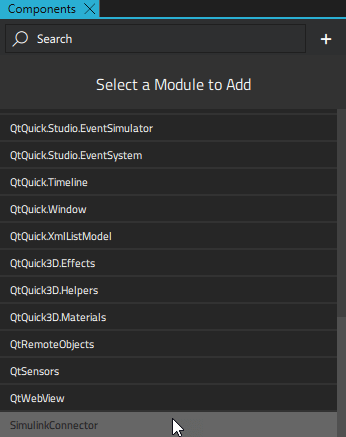 Components
Search
Select a Module to Add
QtQuick.Studio.EventSimulator
QtQuick.Studio.EventSystem
QtQuick.Timeline
QtQuick.Window
QtQuick.XmlListModel
QtQuick3D.Effects
QtQuick3D.Helpers
QtQuick3D.Materials
QtRemoteObjects
QtSensors
QtWebView
SimulinkConnector